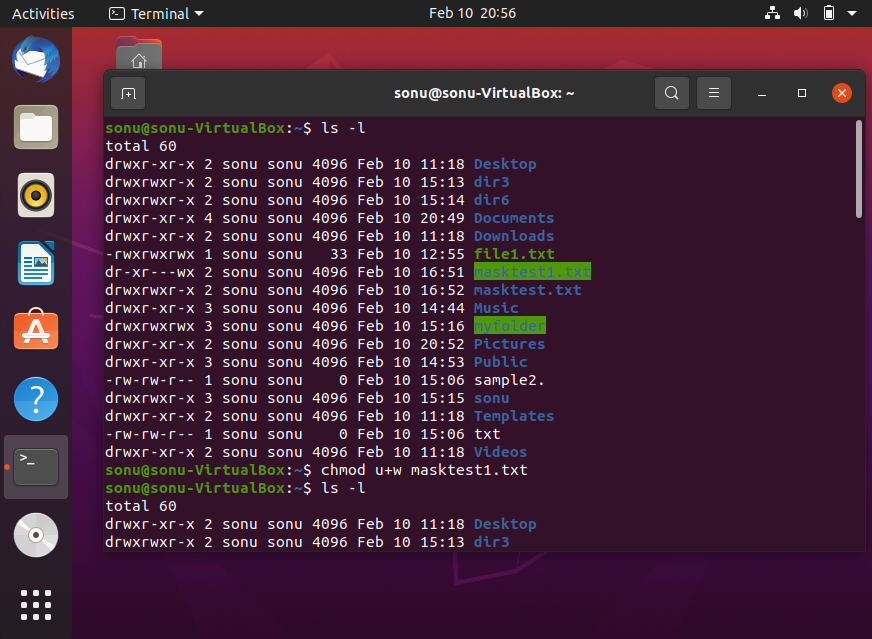 Activities Terminal Feb 10 20:56
sonu@sonu-VirtualBox: ~
sonu@sonu-VirtualBox:~$ ls -l
total 60
drwxr-xr-x 2 sonu sonu 4096 Feb 10 11:18 Desktop
drwxrwxr-x 2 sonu sonu 4096 Feb 10 15:13 dir3
drwxrwxr-x 2 sonu sonu 4096 Feb 10 15:14 dir6
drwxr-xr-x 4 sonu sonu 4096 Feb 10 20:49 Documents
drwxr-xr-x 2 sonu sonu 4096 Feb 10 11:18 Downloads
-rwxrwxrwx 1 sonu sonu   33 Feb 10 12:55 file1.txt
dr-xr---wx 2 sonu sonu 4096 Feb 10 16:51 masktest1.txt
drwxrwxr-x 2 sonu sonu 4096 Feb 10 16:52 masktest.txt
drwxr-xr-x 3 sonu sonu 4096 Feb 10 14:44 Music
drwxrwxrwx 3 sonu sonu 4096 Feb 10 15:16 myfolder
drwxr-xr-x 2 sonu sonu 4096 Feb 10 20:52 Pictures
drwxr-xr-x 3 sonu sonu 4096 Feb 10 14:53 Public
-rw-rw-r-- 1 sonu sonu    0 Feb 10 15:06 sample2.
drwxrwxr-x 3 sonu sonu 4096 Feb 10 15:15 sonu
drwxr-xr-x 2 sonu sonu 4096 Feb 10 11:18 Templates
-rw-rw-r-- 1 sonu sonu    0 Feb 10 15:06 txt
drwxr-xr-x 2 sonu sonu 4096 Feb 10 11:18 Videos
sonu@sonu-VirtualBox:~$ chmod u+w masktest1.txt
sonu@sonu-VirtualBox:~$ ls -l
total 60
drwxr-xr-x 2 sonu sonu 4096 Feb 10 11:18 Desktop
drwxrwxr-x 2 sonu sonu 4096 Feb 10 15:13 dir3